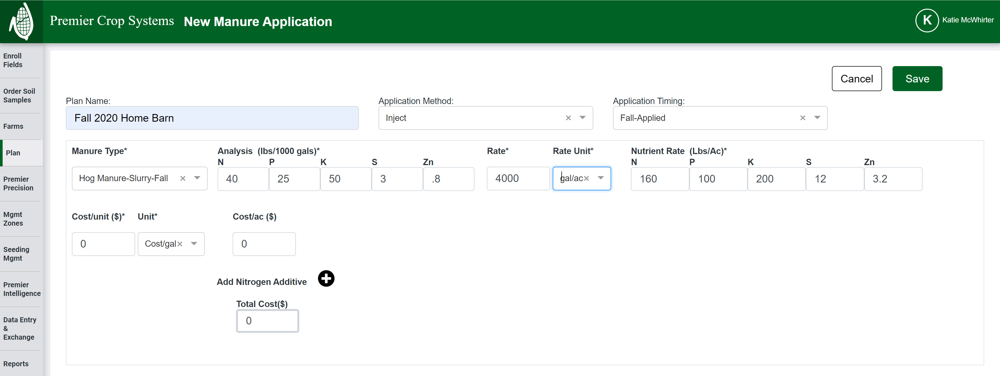 Premier Crop Systems New Manure Application
K Katie McWhirter
Enroll
Fields
Order Soil
Samples
Farms
Plan
Premier
Precision
Mgmt
Zones
Seeding
Mgmt
Premier
Intelligence
Data Entry
&
Exchange
Reports
Cancel Save
Plan Name: Application Method: Application Timing:
Fall 2020 Home Barn Inject × Fall-Applied ×
Manure Type* Analysis (lbs/1000 gals)* Rate* Rate Unit* Nutrient Rate (Lbs/Ac)*
N P K S Zn N P K S Zn
Hog Manure-Slurry-Fall × 40 25 50 3 .8 4000 gal/ac× 160 100 200 12 3.2
Cost/unit ($)* Unit* Cost/ac ($)
0 Cost/gal× 0
Add Nitrogen Additive
Total Cost($)
0